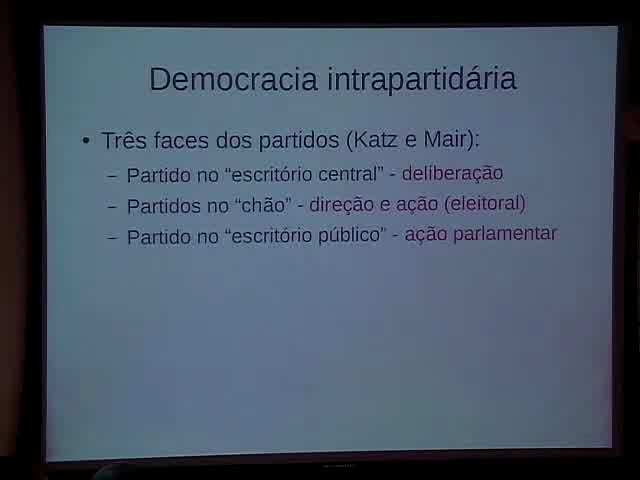 Democracia intrapartidária
• Três faces dos partidos (Katz e Mair):
– Partido no “escritório central” - deliberação
– Partidos no “chão” - direção e ação (eleitoral)
– Partido no “escritório público” - ação parlamentar